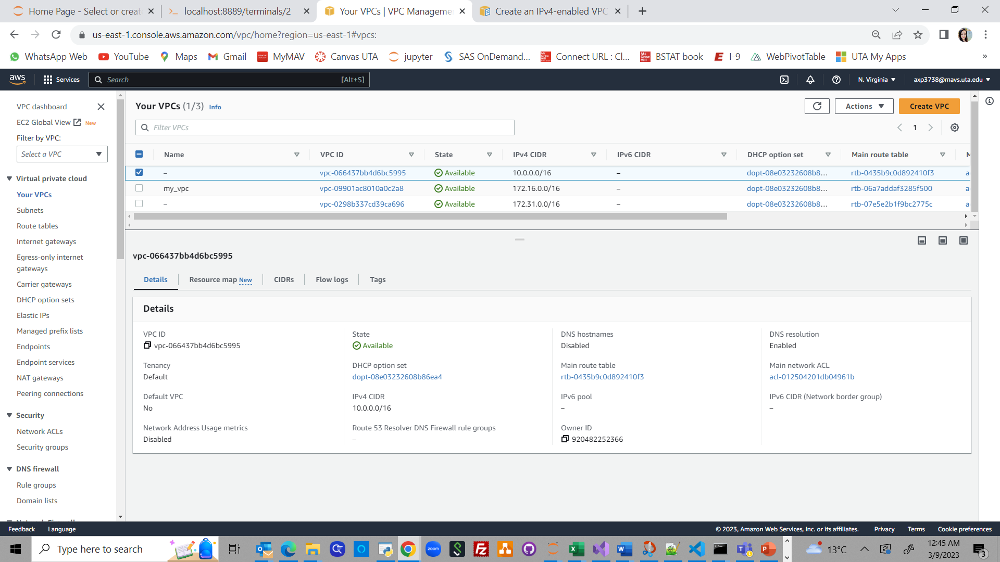 Home Page - Select or creat
localhost:8889/terminals/2
Your VPCs | VPC Manageme
Create an IPv4-enabled VPC
us-east-1.console.aws.amazon.com/vpc/home?region=us-east-1#vpcs:
WhatsApp Web YouTube Maps Gmail MyMAV Canvas UTA jupyter SAS OnDemand... Connect URL : Cl... BSTAT book I-9 WebPivotTable UTA My Apps »
aws Services Search [Alt+S] N. Virginia axp3738@mavs.uta.edu
VPC dashboard
EC2 Global View New
Filter by VPC:
Select a VPC
Virtual private cloud
Your VPCs
Subnets
Route tables
Internet gateways
Egress-only internet
gateways
Carrier gateways
DHCP option sets
Elastic IPs
Managed prefix lists
Endpoints
Endpoint services
NAT gateways
Peering connections
Security
Network ACLs
Security groups
DNS firewall
Rule groups
Domain lists
Your VPCs (1/3) Info
Actions Create VPC
Filter VPCs
1
Name VPC ID State IPv4 CIDR IPv6 CIDR DHCP option set Main route table M
– vpc-066437bb4d6bc5995 Available 10.0.0.0/16 – dopt-08e03232608b8... rtb-0435b9c0d892410f3 a
my_vpc vpc-09901ac8010a0c2a8 Available 172.16.0.0/16 – dopt-08e03232608b8... rtb-06a7addaf3285f500 a
– vpc-0298b337cd39ca696 Available 172.31.0.0/16 – dopt-08e03232608b8... rtb-07e5e2b1f9bc2775c a
vpc-066437bb4d6bc5995
Details Resource map New CIDRs Flow logs Tags
Details
VPC ID State DNS hostnames DNS resolution
vpc-066437bb4d6bc5995 Available Disabled Enabled
Tenancy DHCP option set Main route table Main network ACL
Default dopt-08e03232608b86ea4 rtb-0435b9c0d892410f3 acl-012504201db04961b
Default VPC IPv4 CIDR IPv6 pool IPv6 CIDR (Network border group)
No 10.0.0.0/16 – –
Network Address Usage metrics Route 53 Resolver DNS Firewall rule groups Owner ID
Disabled – 920482252366
Feedback Language © 2023, Amazon Web Services, Inc. or its affiliates. Privacy Terms Cookie preferences
Type here to search
zoom
13°C
12:45 AM
3/9/2023
3